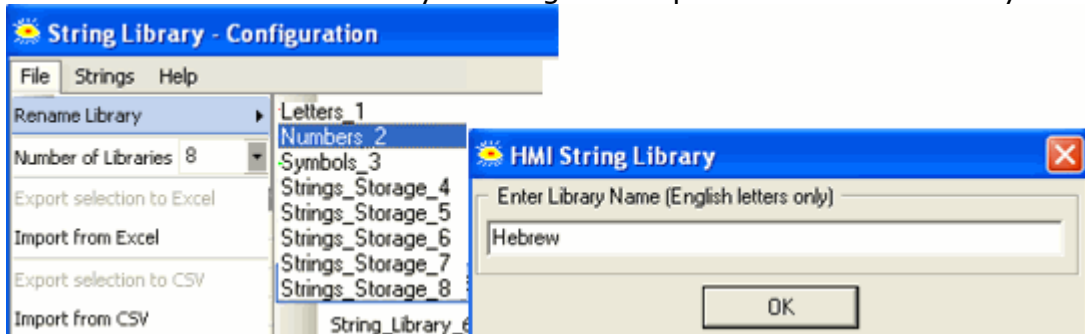 String Library - Configuration
File Strings Help
Rename Library
Number of Libraries 8
Export selection to Excel
Import from Excel
Export selection to CSV
Import from CSV
Letters_1
Numbers_2
Symbols_3
Strings_Storage_4
Strings_Storage_5
Strings_Storage_6
Strings_Storage_7
Strings_Storage_8
HMI String Library
Enter Library Name (English letters only)
Hebrew
OK